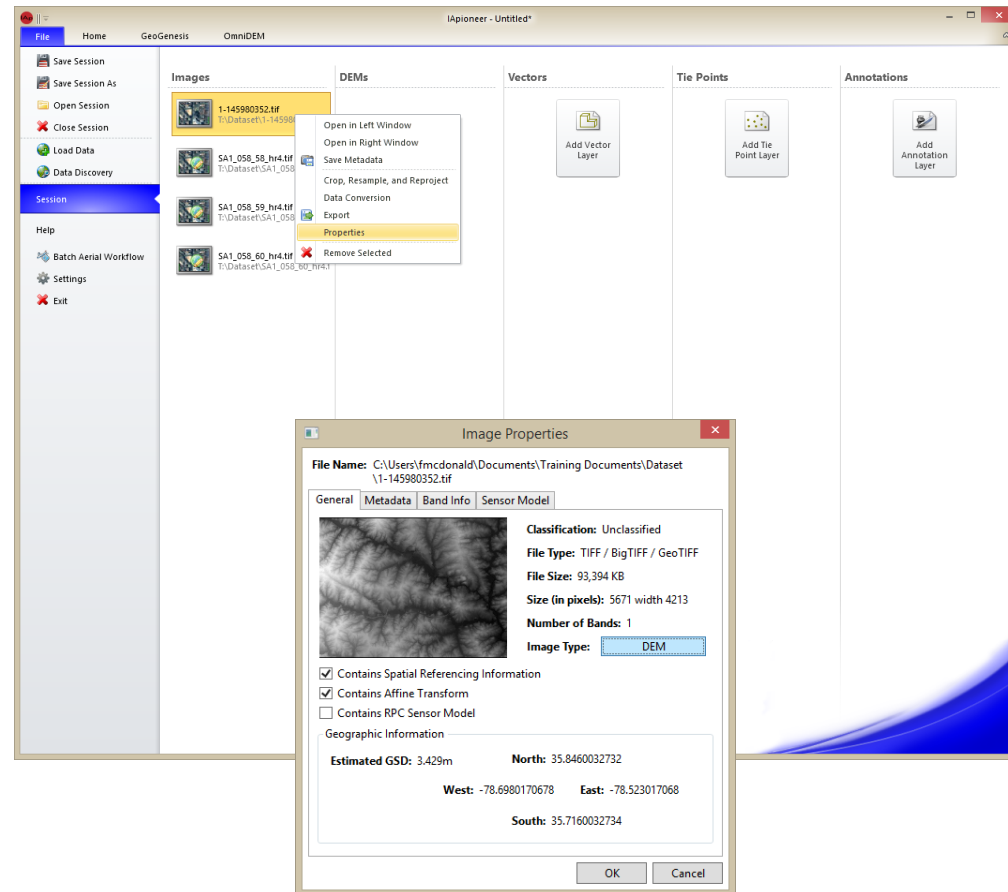 IApioneer - Untitled*
File
Home
GeoGenesis
OmniDEM
Save Session
Save Session As
Open Session
Close Session
Load Data
Data Discovery
Session
Help
Batch Aerial Workflow
Settings
Exit
Images
DEMs
Vectors
Tie Points
Annotations
1-145980352.tif
T:\Dataset\1-14598
SA1_058_58_hr4.tif
T:\Dataset\SA1_058
SA1_058_59_hr4.tif
T:\Dataset\SA1_058
SA1_058_60_hr4.tif
T:\Dataset\SA1_058_60_hr4.t
Open in Left Window
Open in Right Window
Save Metadata
Crop, Resample, and Reproject
Data Conversion
Export
Properties
Remove Selected
Add Vector
Layer
Add Tie
Point Layer
Add
Annotation
Layer
Image Properties
File Name: C:\Users\fmcdonald\Documents\Training Documents\Dataset
\1-145980352.tif
General
Metadata
Band Info
Sensor Model
Classification: Unclassified
File Type: TIFF / BigTIFF / GeoTIFF
File Size: 93,394 KB
Size (in pixels): 5671 width 4213
Number of Bands: 1
Image Type: DEM
Contains Spatial Referencing Information
Contains Affine Transform
Contains RPC Sensor Model
Geographic Information
Estimated GSD: 3.429m
North: 35.8460032732
West: -78.6980170678 East: -78.523017068
South: 35.7160032734
OK
Cancel